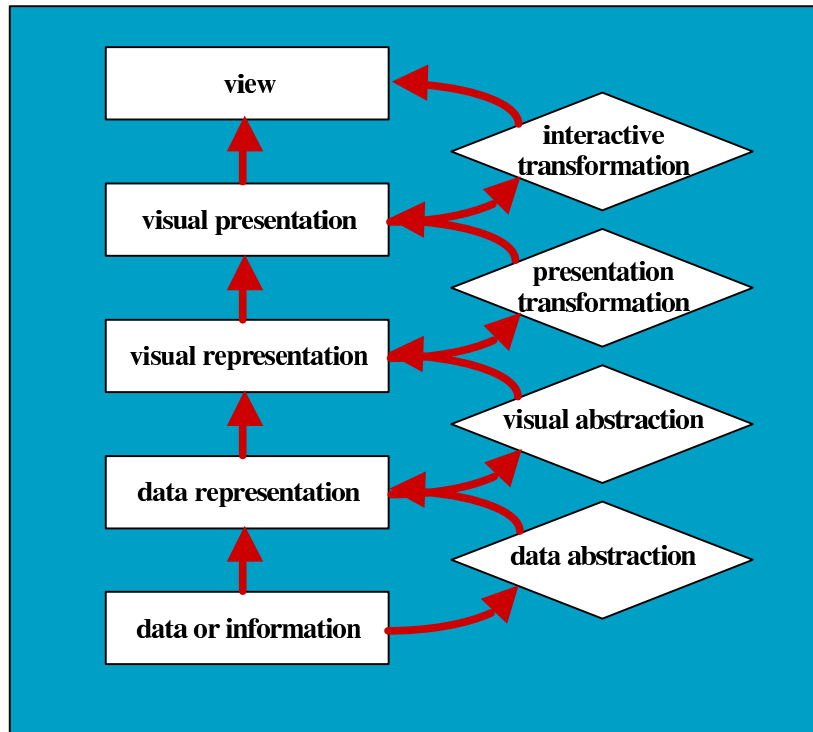 view
interactive
transformation
visual presentation
presentation
transformation
visual representation
visual abstraction
data representation
data abstraction
data or information